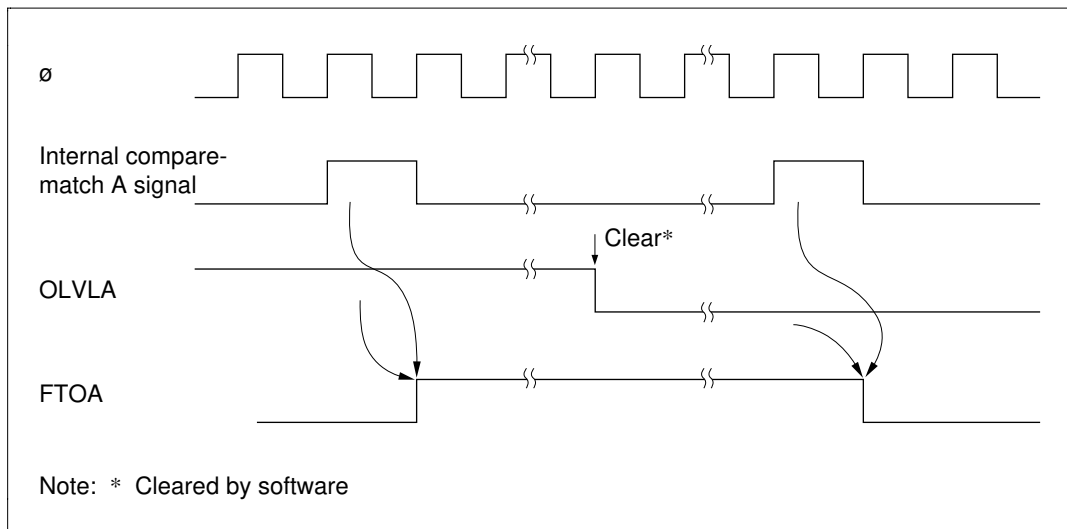 ø
Internal compare-
match A signal
Clear*
OLVLA
FTOA
Note: * Cleared by software